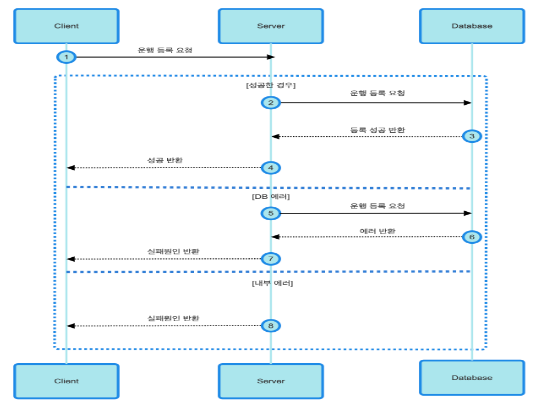 Client
Server
Database
운행 등록 요청
1
[성공한 경우]
운행 등록 요청
2
등록 성공 반환
3
성공 반환
4
[DB 에러]
운행 등록 요청
5
에러 반환
6
실패원인 반환
7
[내부 에러]
실패원인 반환
8
Client
Server
Database